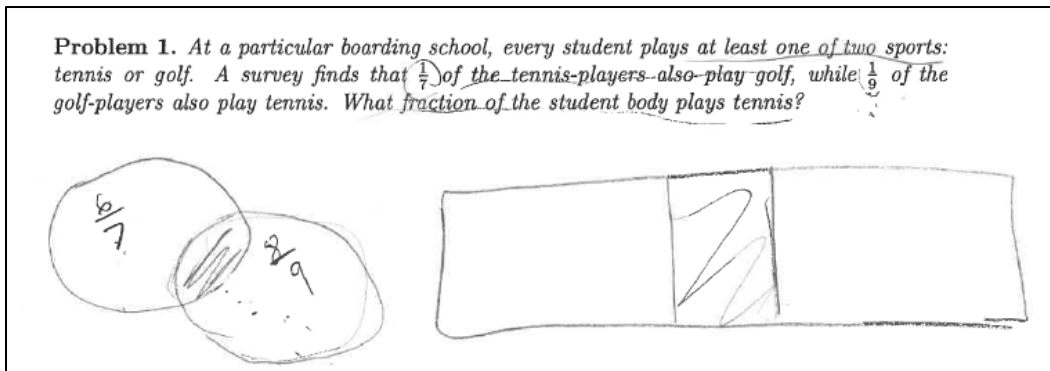 Problem 1. At a particular boarding school, every student plays at least one of two sports:
tennis or golf. A survey finds that 1/7 of the tennis-players also play golf, while 1/9 of the
golf-players also play tennis. What fraction of the student body plays tennis?
6/7
8/9